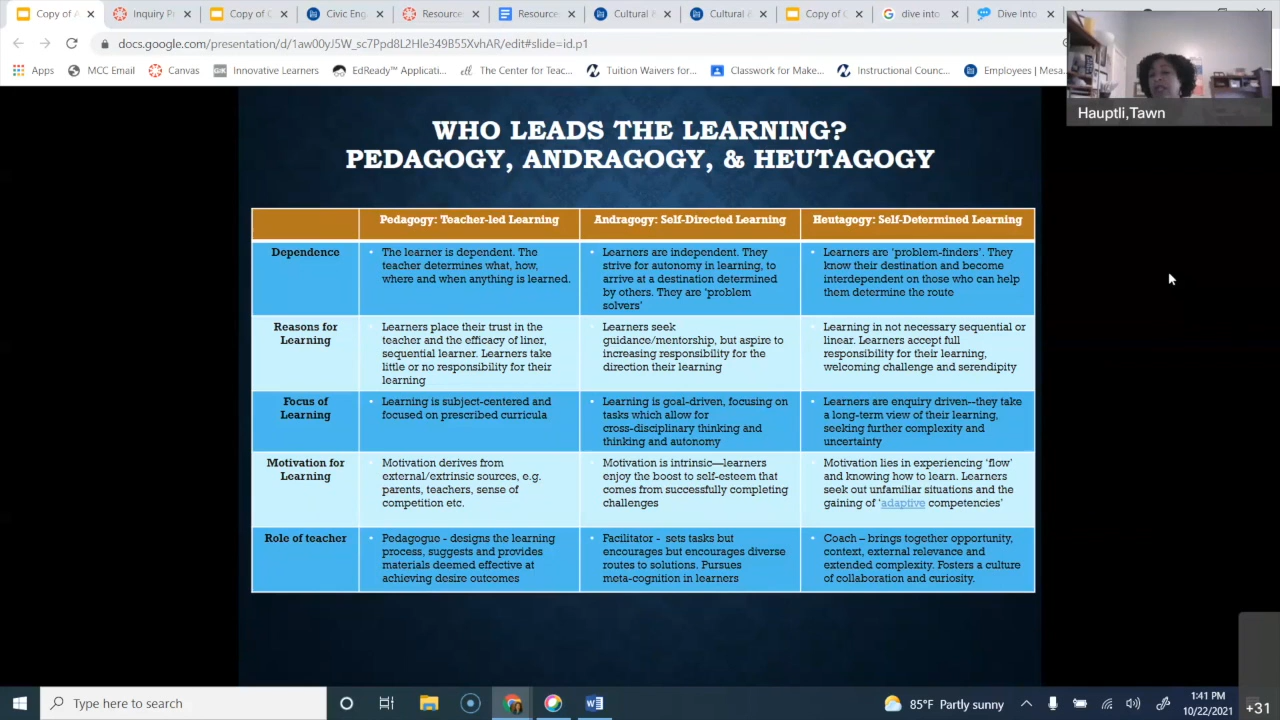 Copy of A
Inquiry P
Copy of C
Civic Eng
Resource
Resource
Cultural &
Cultural &
Copy of C
dive into
Dive Into
docs.google.com/presentation/d/1aw00yJ5W_sc7Ppd8L2Hle349B55XvhAR/edit#slide=id.p1
Apps
MCC Email
Canvas
Innovative Learners
EdReady™ Applicati...
The Center for Teac...
Tuition Waivers for...
Classwork for Make...
Instructional Counc...
Employees | Mesa...
Hauptli,Tawn
WHO LEADS THE LEARNING?
PEDAGOGY, ANDRAGOGY, & HEUTAGOGY
Pedagogy: Teacher-led Learning
Andragogy: Self-Directed Learning
Heutagogy: Self-Determined Learning
Dependence
• The learner is dependent. The
teacher determines what, how,
where and when anything is learned.
• Learners are independent. They
strive for autonomy in learning, to
arrive at a destination determined
by others. They are ‘problem
solvers’
• Learners are ‘problem-finders’. They
know their destination and become
interdependent on those who can help
them determine the route
Reasons for
Learning
• Learners place their trust in the
teacher and the efficacy of liner,
sequential learner. Learners take
little or no responsibility for their
learning
• Learners seek
guidance/mentorship, but aspire to
increasing responsibility for the
direction their learning
• Learning in not necessary sequential or
linear. Learners accept full
responsibility for their learning,
welcoming challenge and serendipity
Focus of
Learning
• Learning is subject-centered and
focused on prescribed curricula
• Learning is goal-driven, focusing on
tasks which allow for
cross-disciplinary thinking and
thinking and autonomy
• Learners are enquiry driven--they take
a long-term view of their learning,
seeking further complexity and
uncertainty
Motivation for
Learning
• Motivation derives from
external/extrinsic sources, e.g.
parents, teachers, sense of
competition etc.
• Motivation is intrinsic—learners
enjoy the boost to self-esteem that
comes from successfully completing
challenges
• Motivation lies in experiencing ‘flow’
and knowing how to learn. Learners
seek out unfamiliar situations and the
gaining of ‘adaptive competencies’
Role of teacher
• Pedagogue - designs the learning
process, suggests and provides
materials deemed effective at
achieving desire outcomes
• Facilitator - sets tasks but
encourages but encourages diverse
routes to solutions. Pursues
meta-cognition in learners
• Coach – brings together opportunity,
context, external relevance and
extended complexity. Fosters a culture
of collaboration and curiosity.
Type here to search
85°F Partly sunny
1:41 PM
10/22/2021
+31